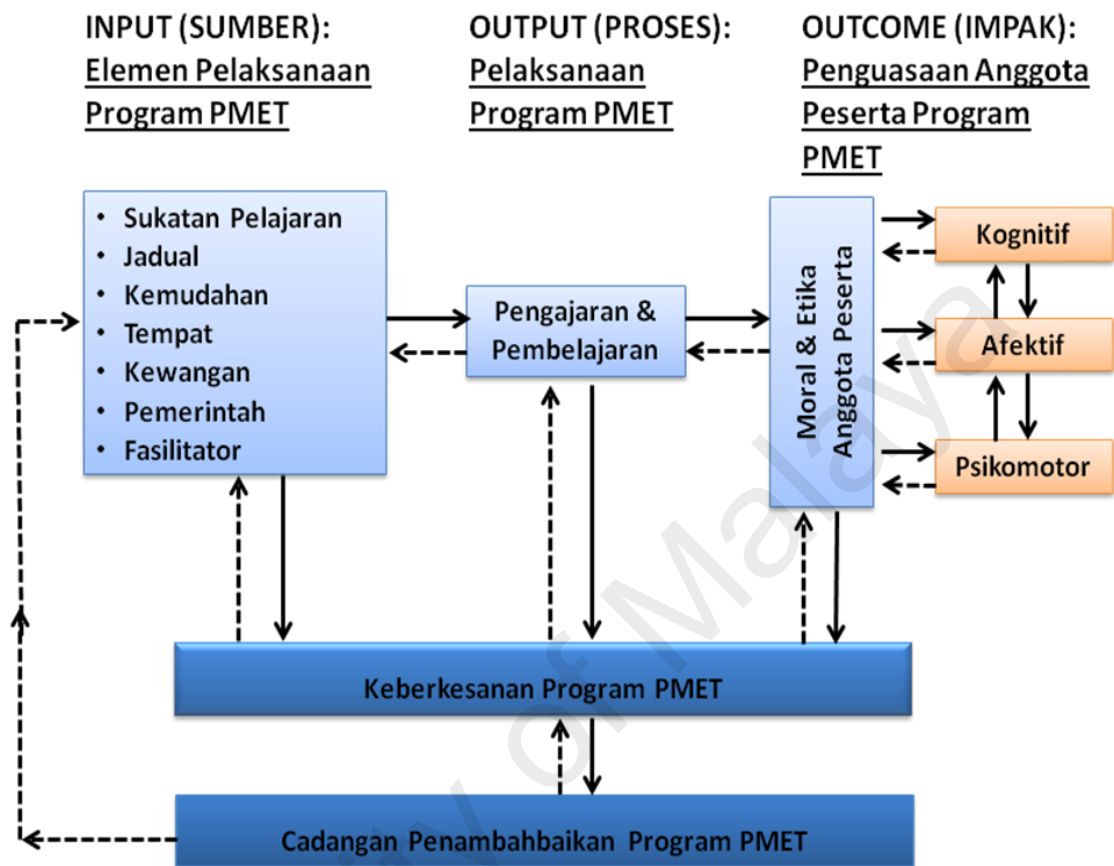 INPUT (SUMBER):
Elemen Pelaksanaan
Program PMET
OUTPUT (PROSES):
Pelaksanaan
Program PMET
OUTCOME (IMPAK):
Penguasaan Anggota
Peserta Program
PMET
• Sukatan Pelajaran
• Jadual
• Kemudahan
• Tempat
• Kewangan
• Pemerintah
• Fasilitator
Pengajaran &
Pembelajaran
Moral & Etika
Anggota Peserta
Kognitif
Afektif
Psikomotor
Keberkesanan Program PMET
Cadangan Penambahbaikan Program PMET
of Malaya